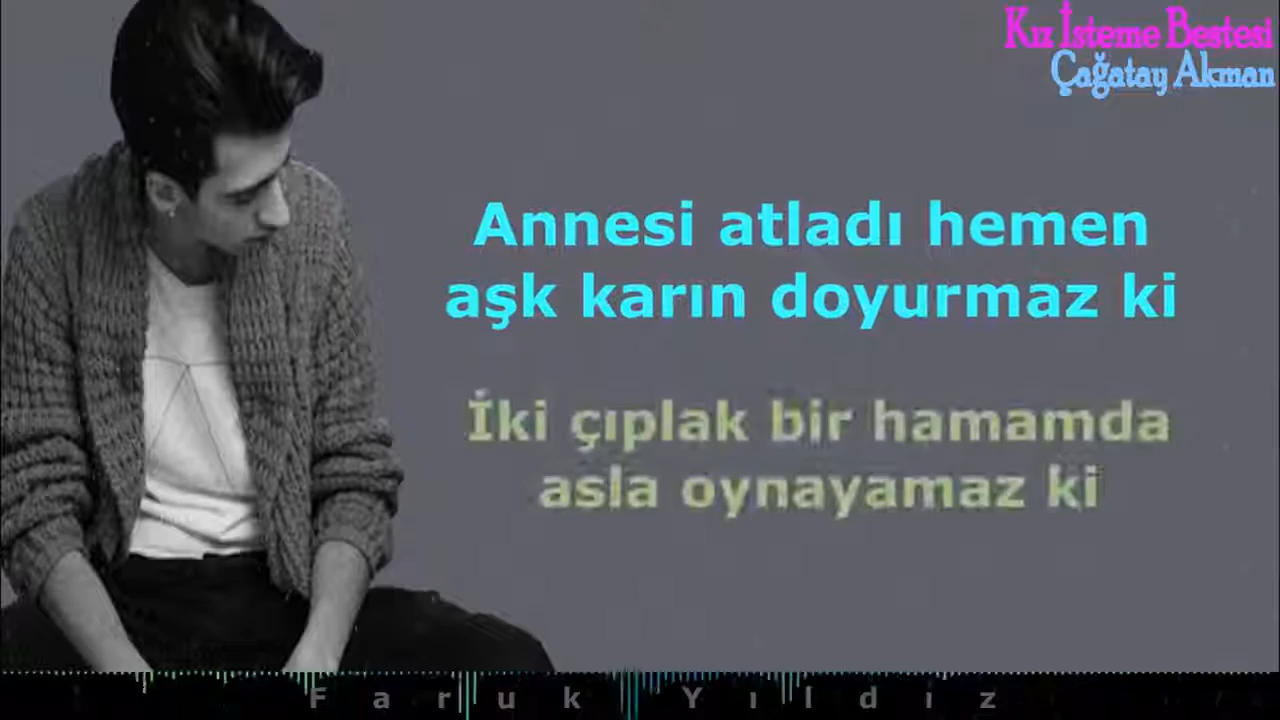 Kız İsteme Bestesi
Çağatay Akman
Annesi atladı hemen
aşk karın doyurmaz ki
İki çıplak bir hamamda
asla oynayamaz ki
Faruk Yıldız